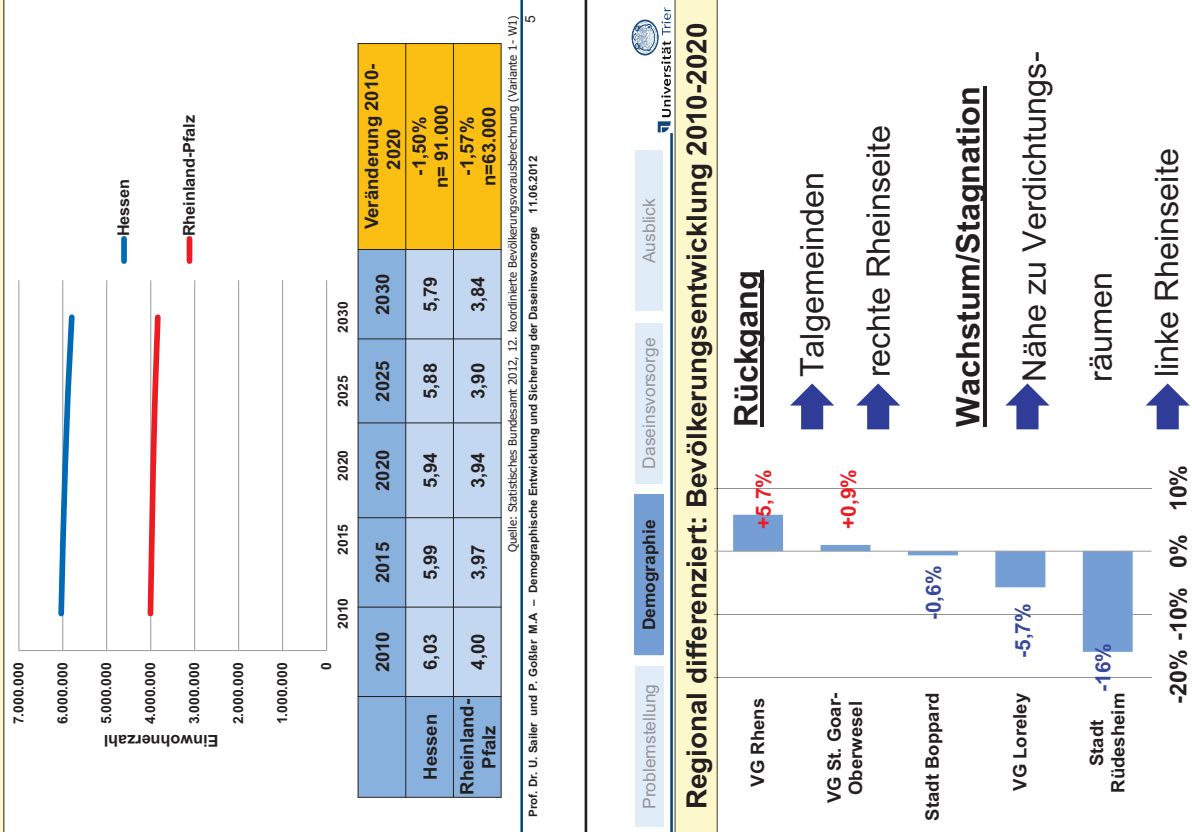 7.000.000
6.000.000
5.000.000
4.000.000
3.000.000
2.000.000
1.000.000
0
Einwohnerzahl
2010 2015 2020 2025 2030
Hessen
Rheinland-Pfalz
2010 2015 2020 2025 2030 Veränderung 2010-
2020
Hessen 6,03 5,99 5,94 5,88 5,79 -1,50%
n= 91.000
Rheinland-
Pfalz 4,00 3,97 3,94 3,90 3,84 -1,57%
n=63.000
Quelle: Statistisches Bundesamt 2012, 12. koordinierte Bevölkerungsvorausberechnung (Variante 1- W1)
Prof. Dr. U. Sailer und P. Goßler M.A – Demographische Entwicklung und Sicherung der Daseinsvorsorge 11.06.2012 5
Universität Trier
Problemstellung Demographie Daseinsvorsorge Ausblick
Regional differenziert: Bevölkerungsentwicklung 2010-2020
VG Rhens
+5,7%
VG St. Goar-
Oberwesel
+0,9%
Stadt Boppard
-0,6%
VG Loreley
-5,7%
Stadt
Rüdesheim
-16%
-20% -10% 0% 10%
Rückgang
Talgemeinden
rechte Rheinseite
Wachstum/Stagnation
Nähe zu Verdichtungs-
räumen
linke Rheinseite